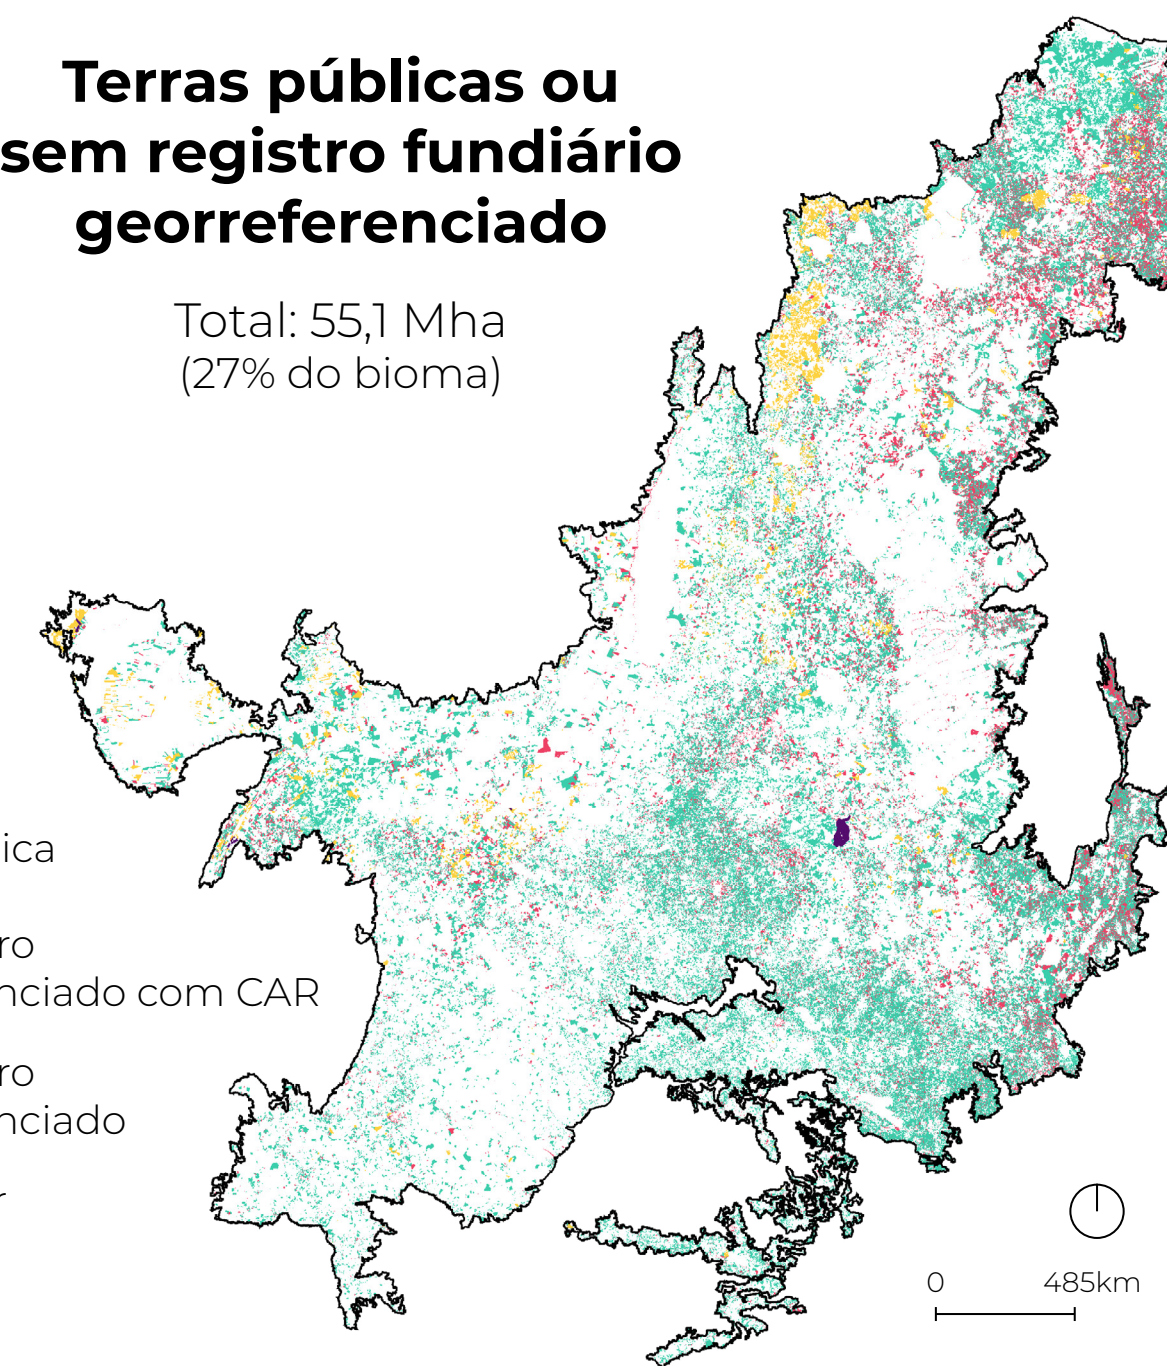 Terras públicas ou
sem registro fundiário
georreferenciado
Total: 55,1 Mha
(27% do bioma)
ica
ro
nciado com CAR
ro
nciado
r
0 485km